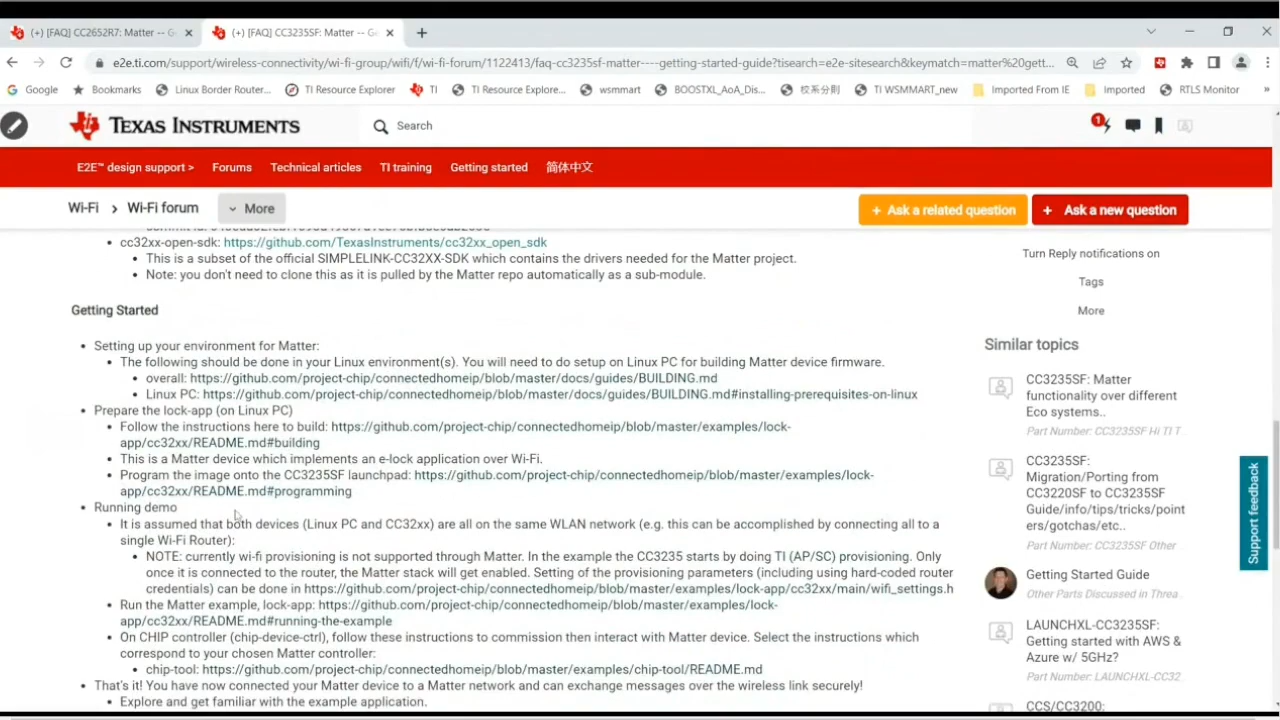 (+) [FAQ] CC2652R7: Matter -- G
(+) [FAQ] CC3235SF: Matter -- G
e2e.ti.com/support/wireless-connectivity/wi-fi-group/wifi/f/wi-fi-forum/1122413/faq-cc3235sf-matter----getting-started-guide?tisearch=e2e-sitesearch&keymatch=matter%20gett...
Google
Bookmarks
Linux Border Router...
TI Resource Explorer
TI
TI Resource Explore...
wsmmart
BOOSTXL_AoA_Dis...
校系分則
TI WSMMART_new
Imported From IE
Imported
RTLS Monitor
»
TEXAS INSTRUMENTS
Search
1
E2E™ design support >
Forums
Technical articles
TI training
Getting started
简体中文
Wi-Fi
Wi-Fi forum
More
+ Ask a related question
+ Ask a new question
cc32xx-open-sdk: https://github.com/TexasInstruments/cc32xx_open_sdk
This is a subset of the official SIMPLELINK-CC32XX-SDK which contains the drivers needed for the Matter project.
Note: you don't need to clone this as it is pulled by the Matter repo automatically as a sub-module.
Getting Started
Setting up your environment for Matter:
The following should be done in your Linux environment(s). You will need to do setup on Linux PC for building Matter device firmware.
overall: https://github.com/project-chip/connectedhomeip/blob/master/docs/guides/BUILDING.md
Linux PC: https://github.com/project-chip/connectedhomeip/blob/master/docs/guides/BUILDING.md#installing-prerequisites-on-linux
Prepare the lock-app (on Linux PC)
Follow the instructions here to build: https://github.com/project-chip/connectedhomeip/blob/master/examples/lock-
app/cc32xx/README.md#building
This is a Matter device which implements an e-lock application over Wi-Fi.
Program the image onto the CC3235SF launchpad: https://github.com/project-chip/connectedhomeip/blob/master/examples/lock-
app/cc32xx/README.md#programming
Running demo
It is assumed that both devices (Linux PC and CC32xx) are all on the same WLAN network (e.g. this can be accomplished by connecting all to a
single Wi-Fi Router):
NOTE: currently wi-fi provisioning is not supported through Matter. In the example the CC3235 starts by doing TI (AP/SC) provisioning. Only
once it is connected to the router, the Matter stack will get enabled. Setting of the provisioning parameters (including using hard-coded router
credentials) can be done in https://github.com/project-chip/connectedhomeip/blob/master/examples/lock-app/cc32xx/main/wifi_settings.h
Run the Matter example, lock-app: https://github.com/project-chip/connectedhomeip/blob/master/examples/lock-
app/cc32xx/README.md#running-the-example
On CHIP controller (chip-device-ctrl), follow these instructions to commission then interact with Matter device. Select the instructions which
correspond to your chosen Matter controller:
chip-tool: https://github.com/project-chip/connectedhomeip/blob/master/examples/chip-tool/README.md
That's it! You have now connected your Matter device to a Matter network and can exchange messages over the wireless link securely!
Explore and get familiar with the example application.
Turn Reply notifications on
Tags
More
Similar topics
CC3235SF: Matter
functionality over different
Eco systems..
Part Number: CC3235SF Hi TI T
CC3235SF:
Migration/Porting from
CC3220SF to CC3235SF
Guide/info/tips/tricks/point
ers/gotchas/etc..
Part Number: CC3235SF Other
Getting Started Guide
Other Parts Discussed in Threa
LAUNCHXL-CC3235SF:
Getting started with AWS &
Azure w/ 5GHz?
Part Number: LAUNCHXL-CC32
CCS/CC3200:
Support feedback